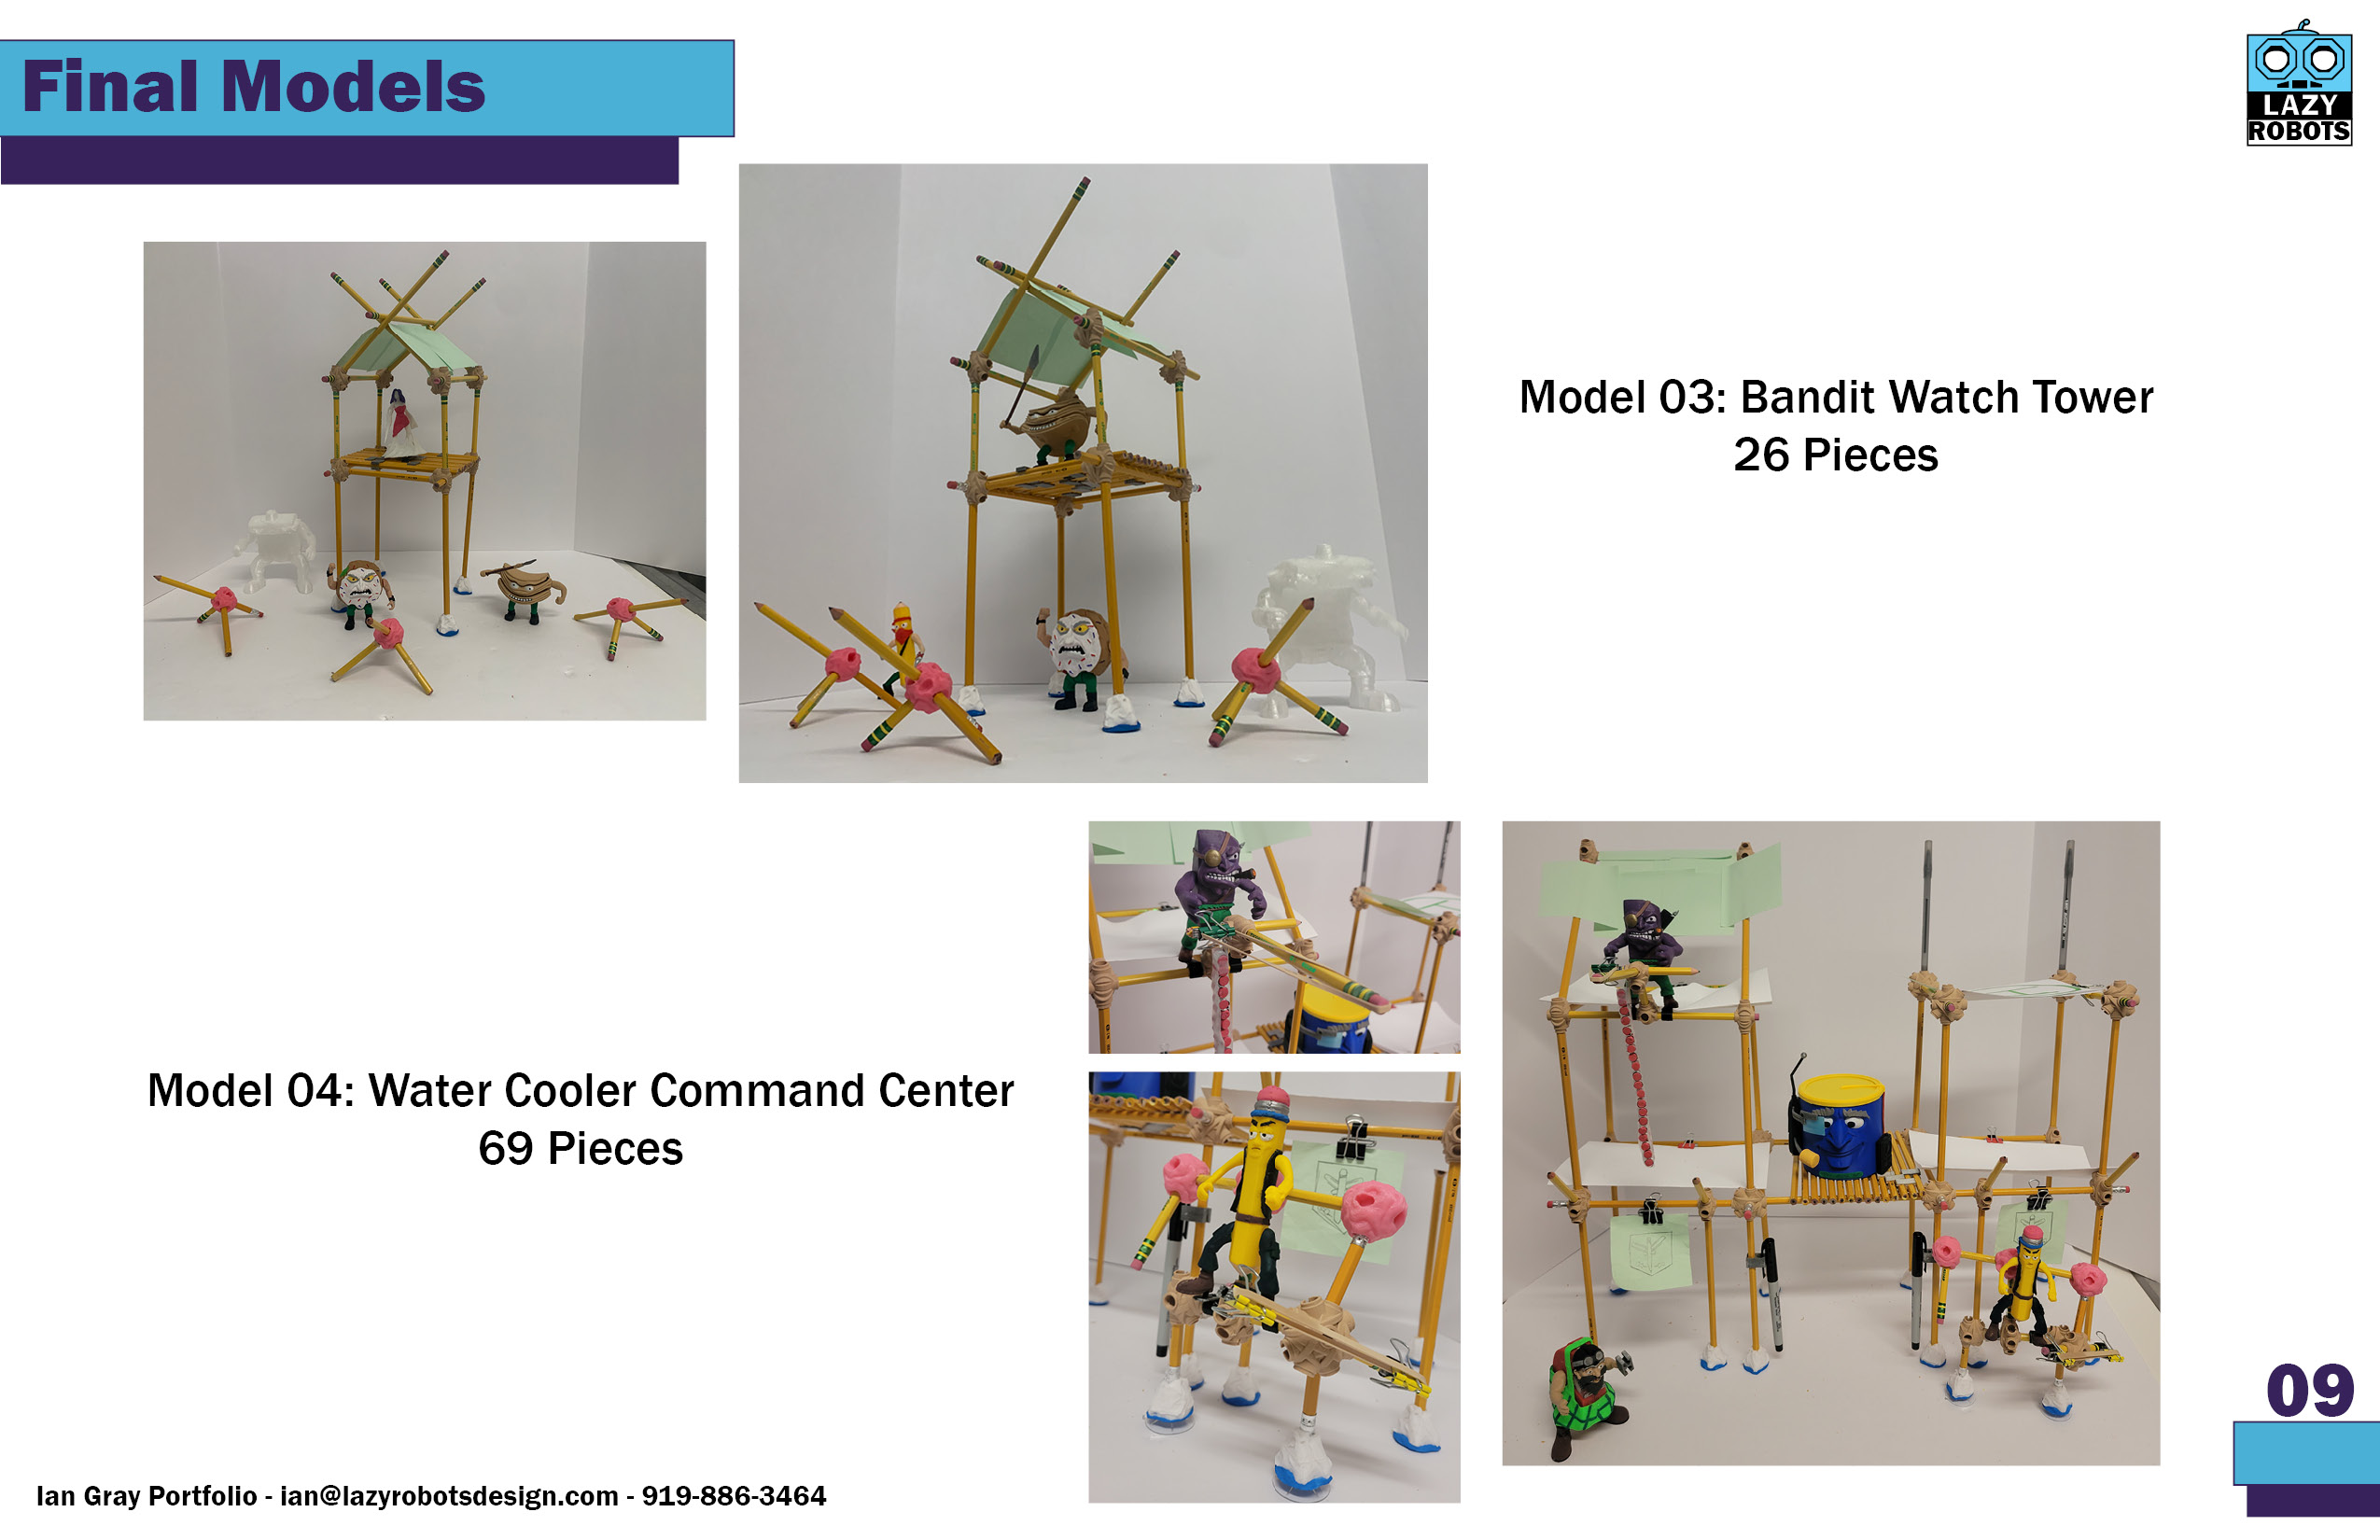 Final Models
LAZY
ROBOTS
Model 03: Bandit Watch Tower
26 Pieces
Model 04: Water Cooler Command Center
69 Pieces
09
Ian Gray Portfolio - ian@lazyrobotsdesign.com - 919-886-3464